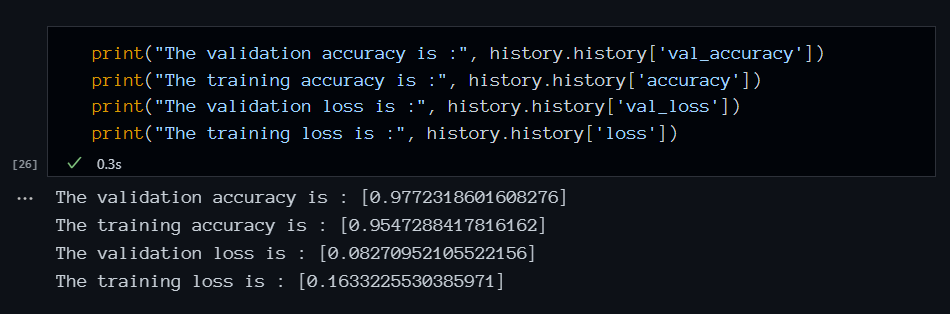 print("The validation accuracy is :", history.history['val_accuracy'])
print("The training accuracy is :", history.history['accuracy'])
print("The validation loss is :", history.history['val_loss'])
print("The training loss is :", history.history['loss'])
[26] ✓ 0.3s
... The validation accuracy is : [0.9772318601608276]
The training accuracy is : [0.9547288417816162]
The validation loss is : [0.08270952105522156]
The training loss is : [0.1633225530385971]